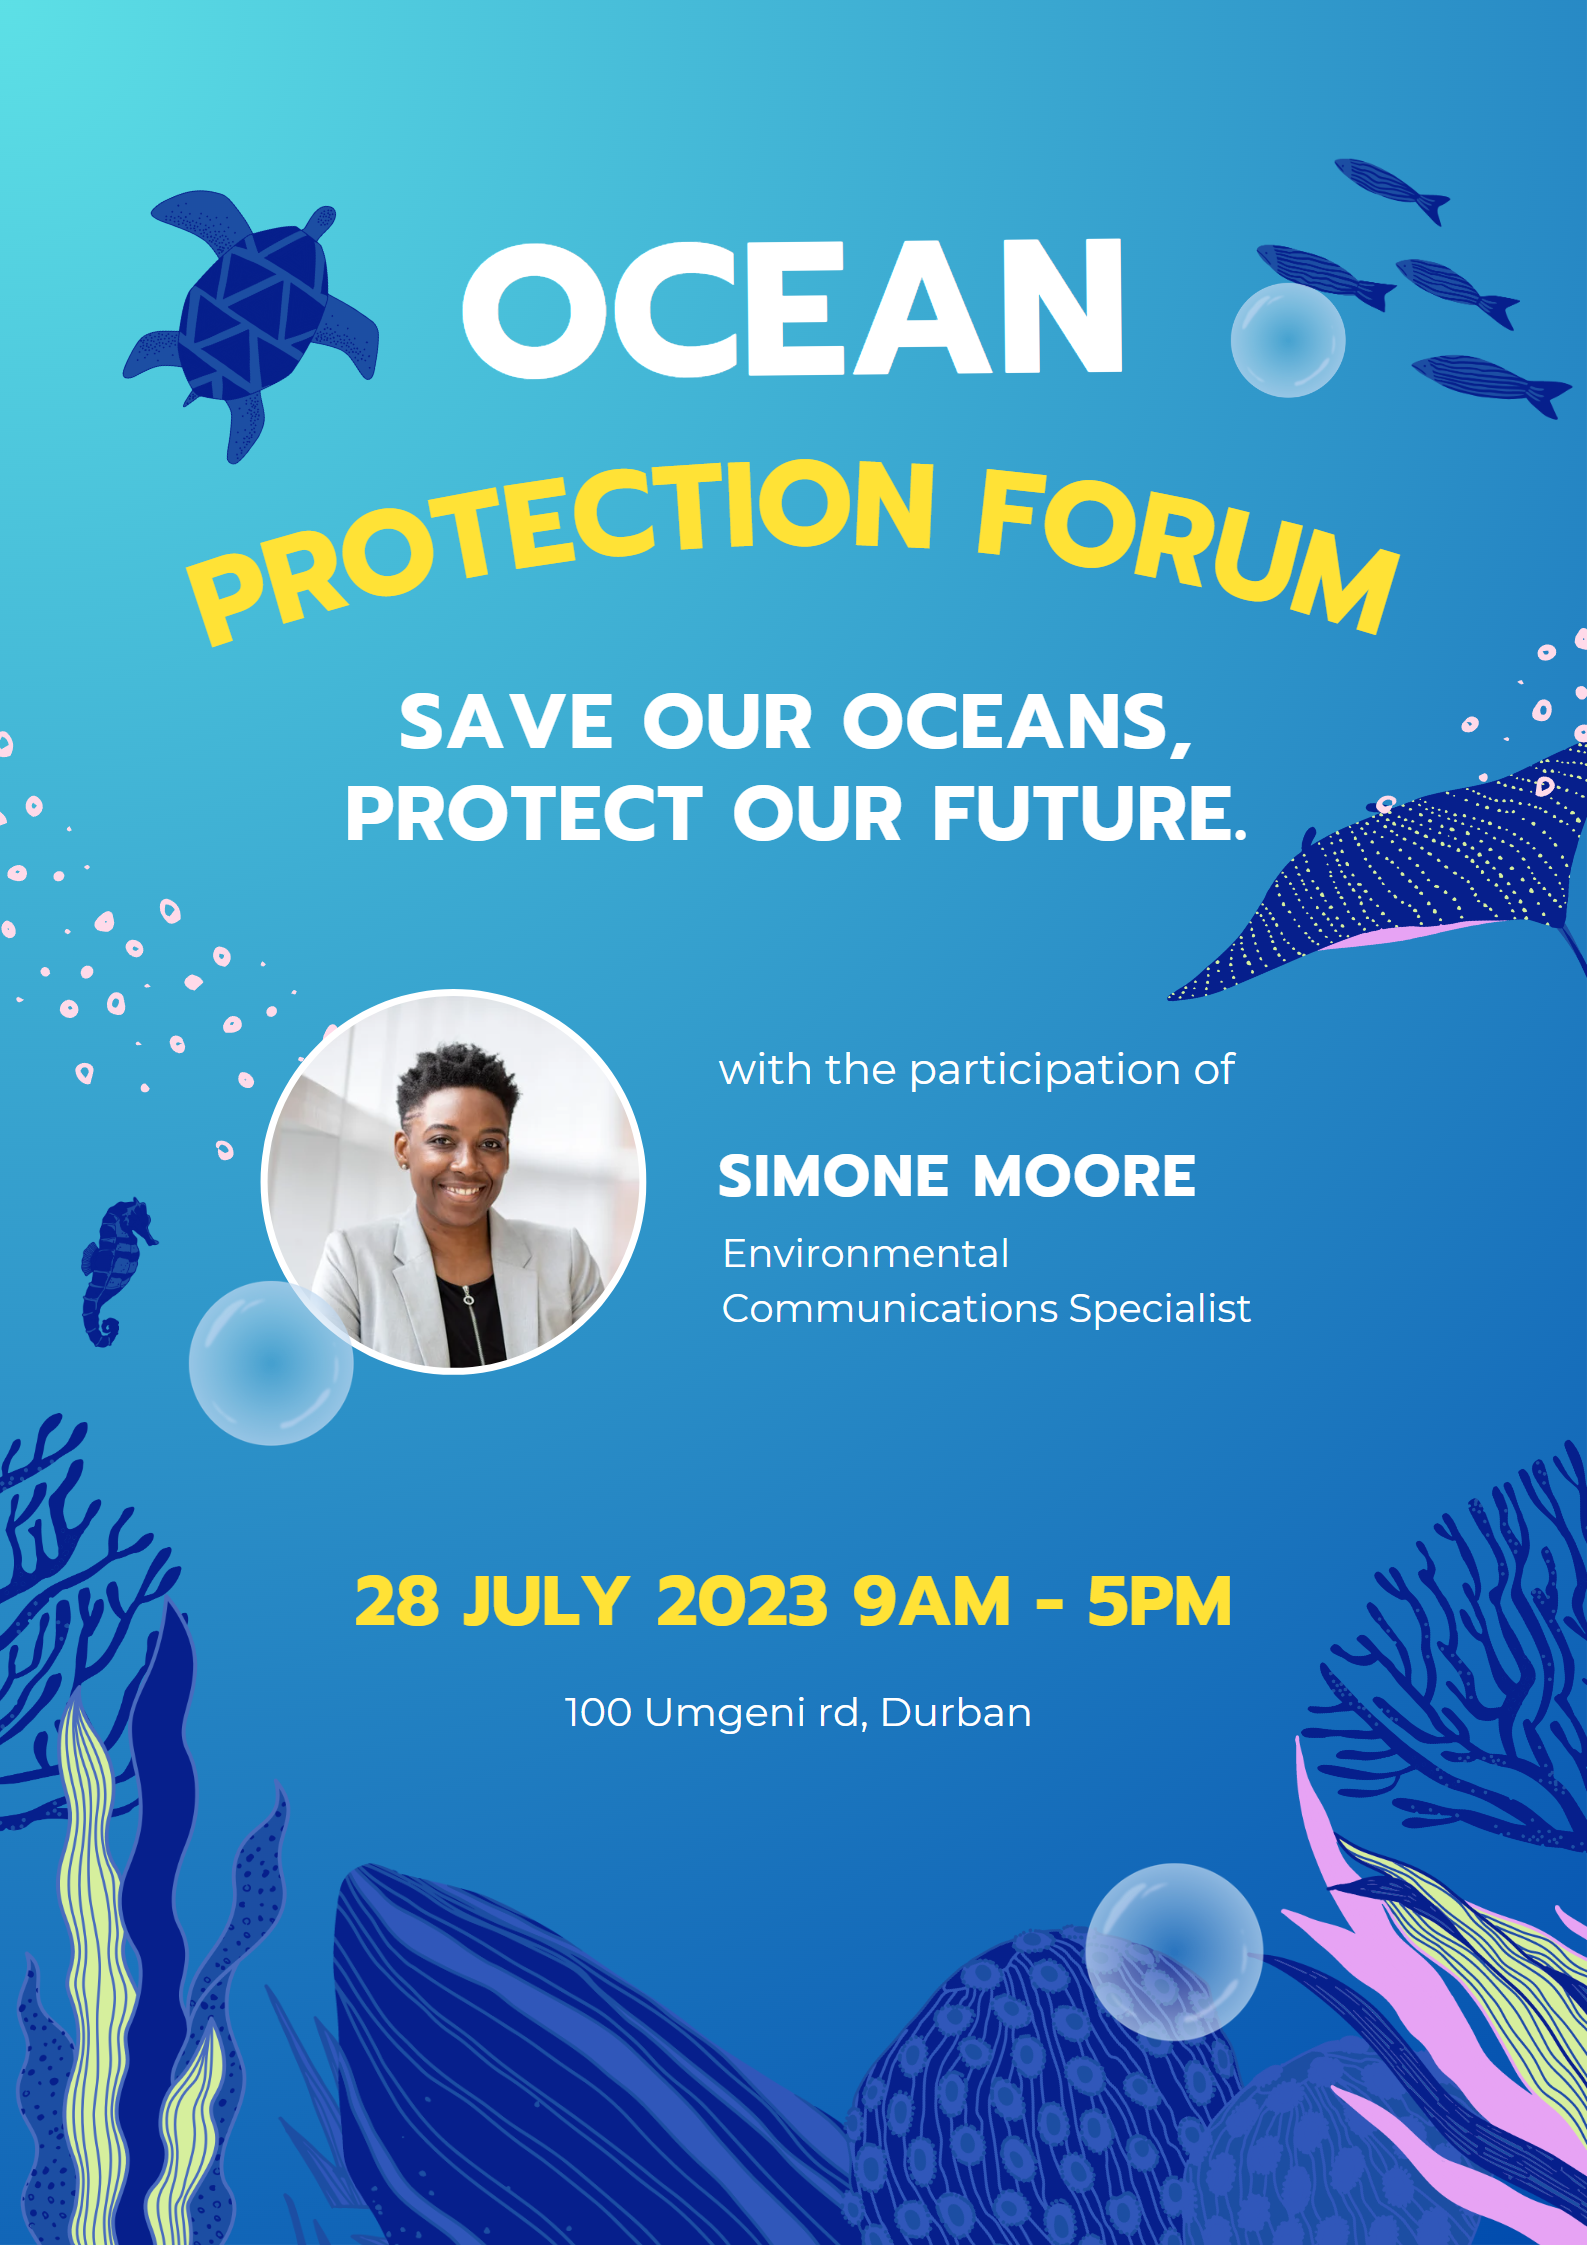 OCEAN
PROTECTION FORUM
SAVE OUR OCEANS,
PROTECT OUR FUTURE.
with the participation of
SIMONE MOORE
Environmental
Communications Specialist
28 JULY 2023 9AM - 5PM
100 Umgeni rd, Durban